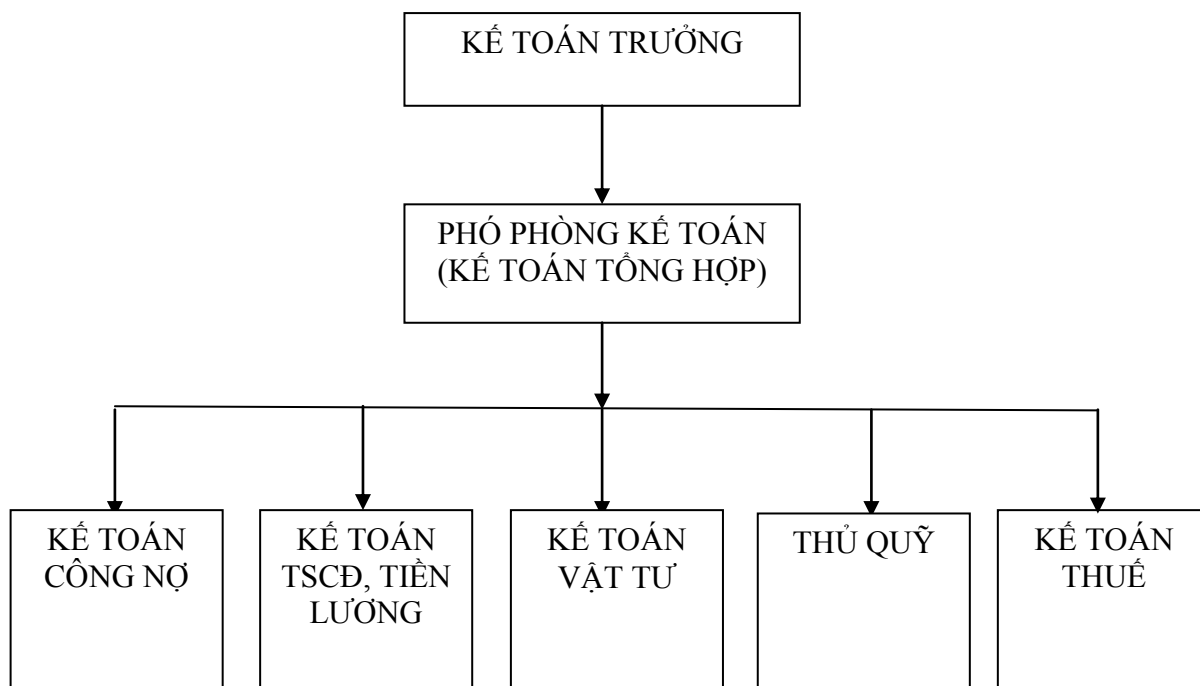 KẾ TOÁN TRƯỞNG
PHÓ PHÒNG KẾ TOÁN
(KẾ TOÁN TỔNG HỢP)
KẾ TOÁN
CÔNG NỢ
KẾ TOÁN
TSCĐ, TIỀN
LƯƠNG
KẾ TOÁN
VẬT TƯ
THỦ QUỸ
KẾ TOÁN
THUẾ